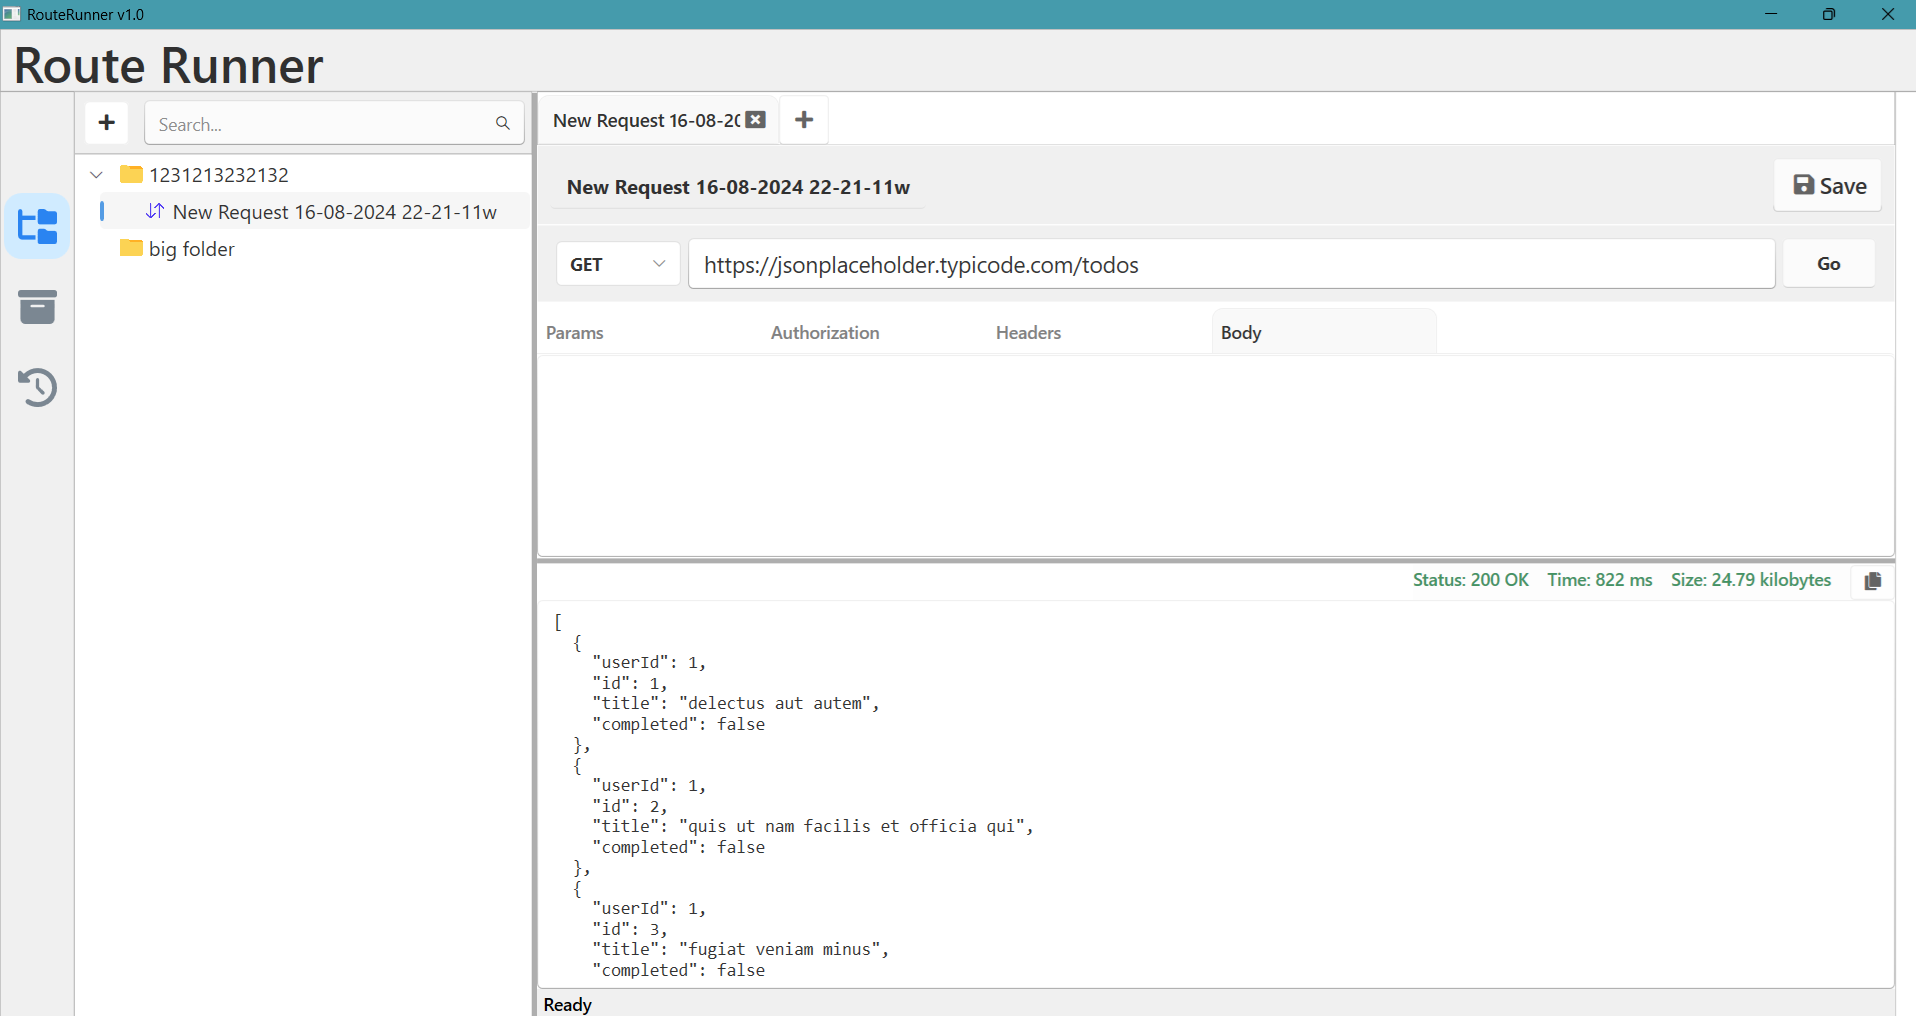 RouteRunner v1.0
Route Runner
Search...
1231213232132
New Request 16-08-2024 22-21-11w
big folder
New Request 16-08-20
New Request 16-08-2024 22-21-11w
Save
GET
https://jsonplaceholder.typicode.com/todos
Go
Params Authorization Headers Body
Status: 200 OK Time: 822 ms Size: 24.79 kilobytes
[
{
"userId": 1,
"id": 1,
"title": "delectus aut autem",
"completed": false
},
{
"userId": 1,
"id": 2,
"title": "quis ut nam facilis et officia qui",
"completed": false
},
{
"userId": 1,
"id": 3,
"title": "fugiat veniam minus",
"completed": false
Ready